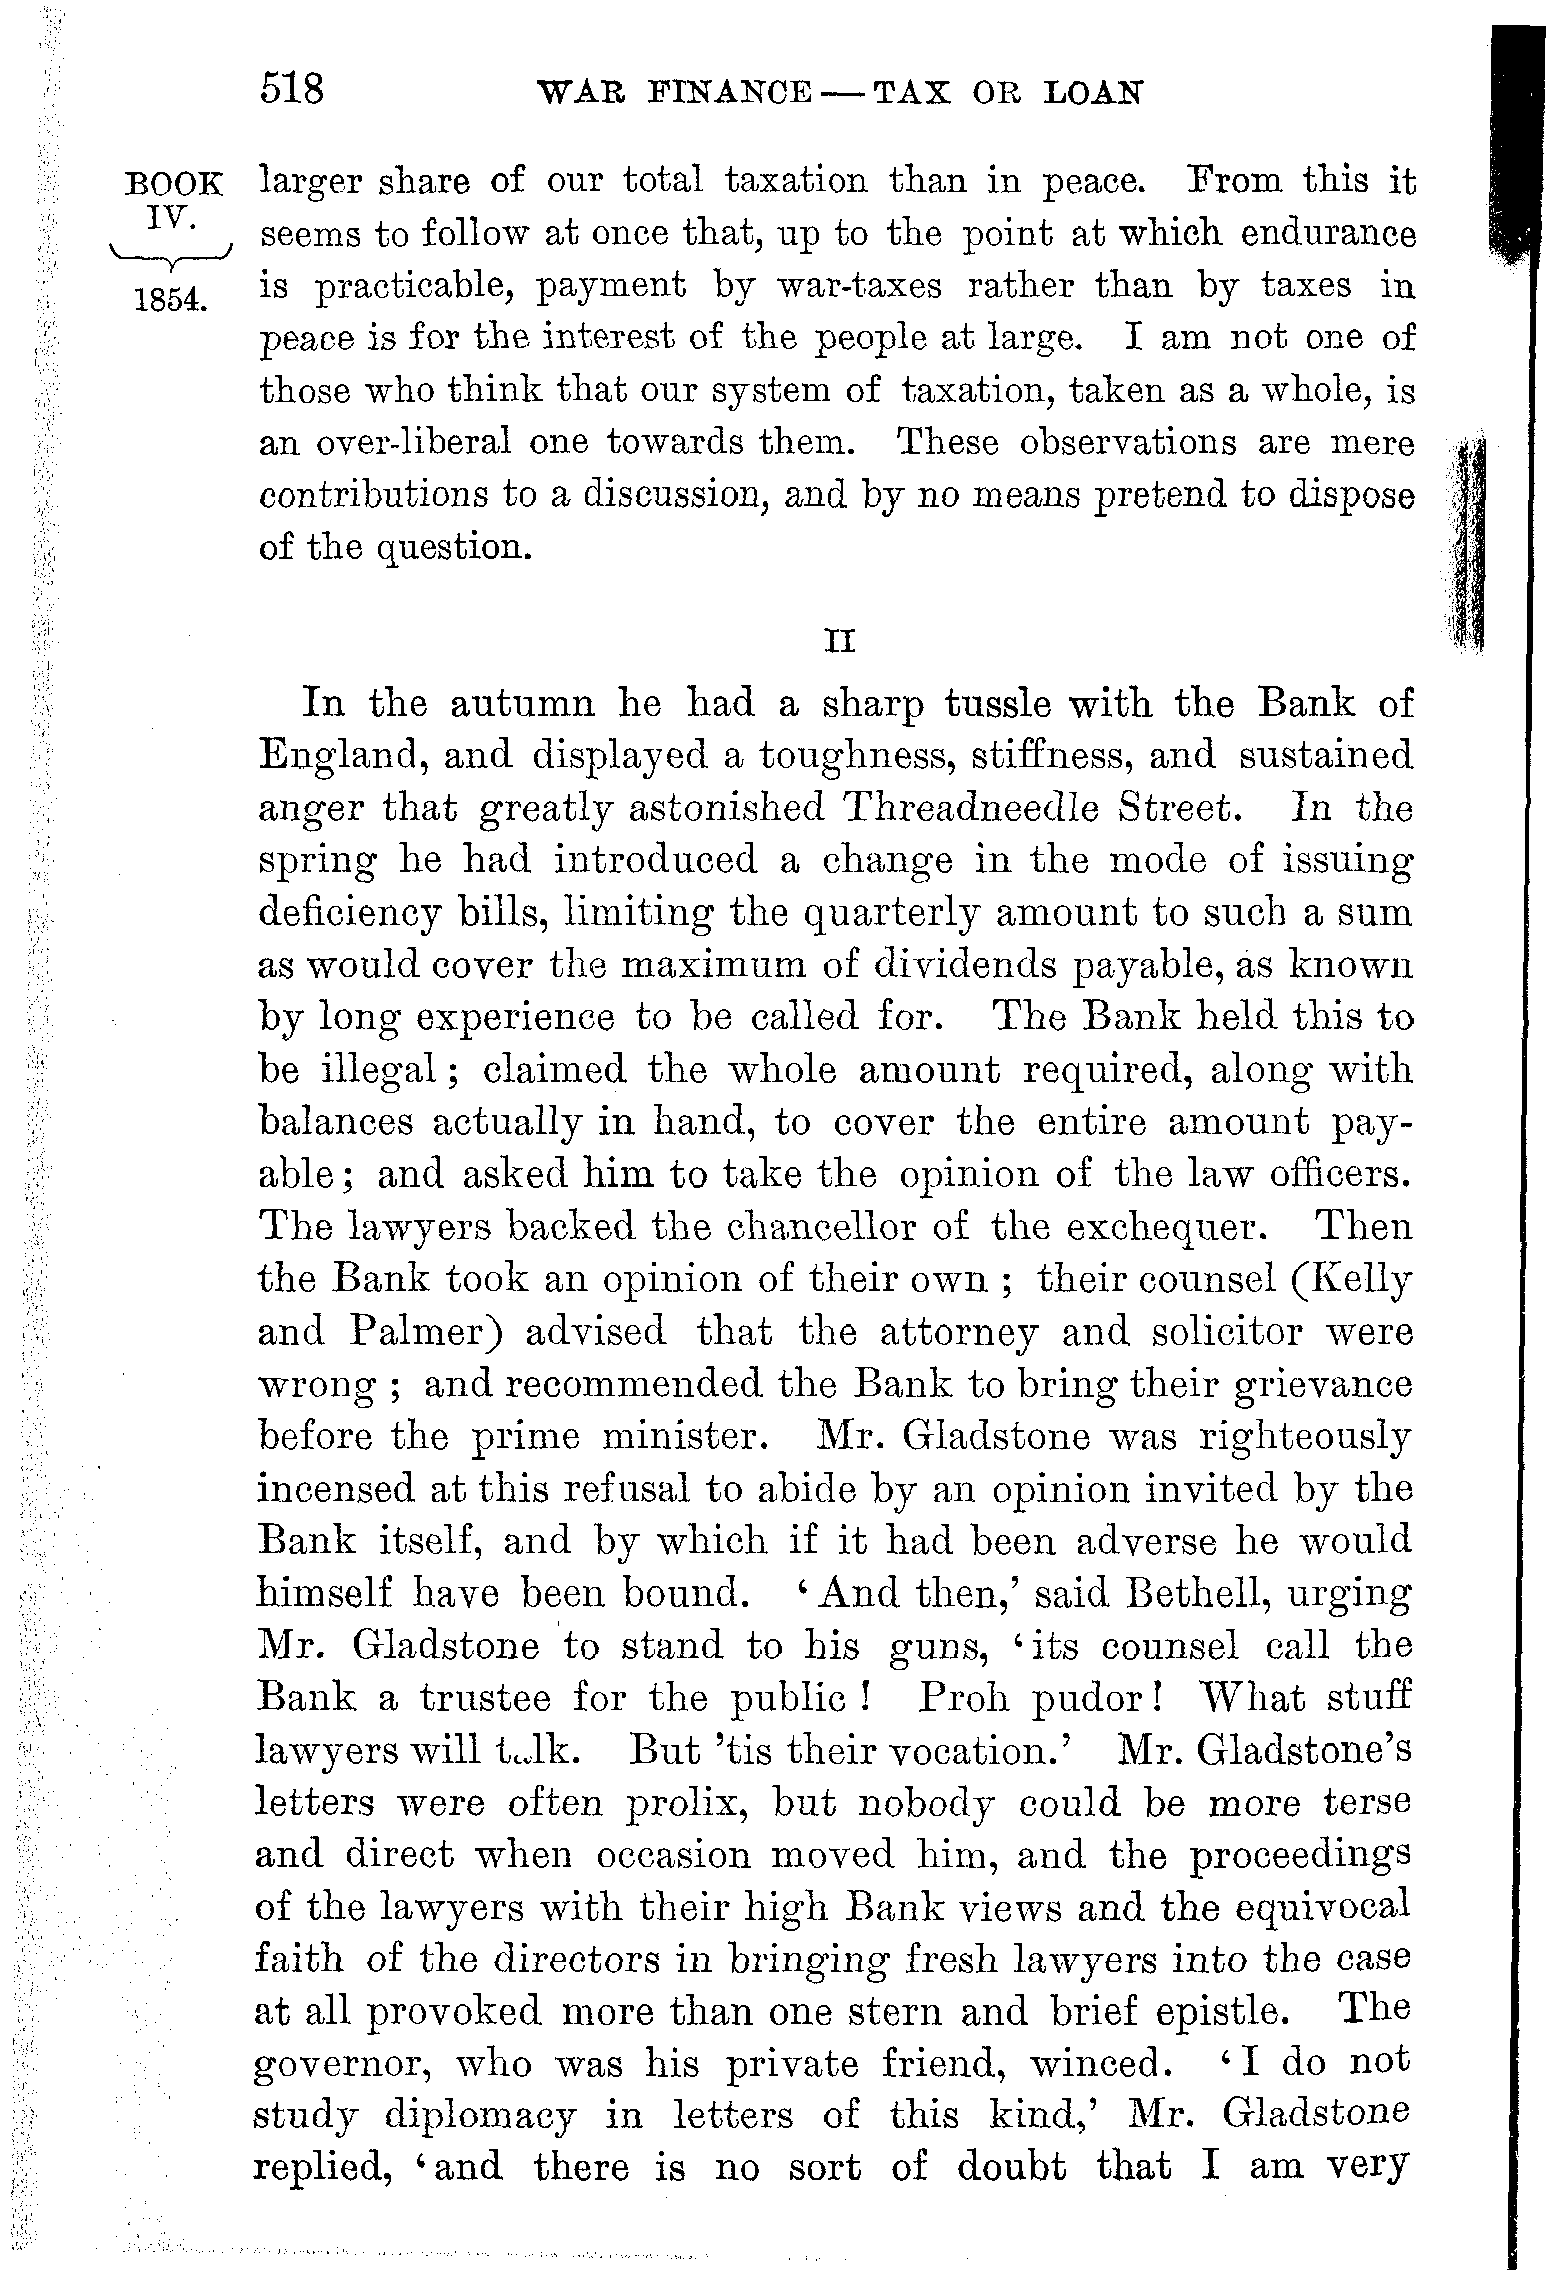 518 WAR FINANCE — TAX OR LOAN
BOOK
IV.
1854.
larger share of our total taxation than in peace. From this it
seems to follow at once that, up to the point at which endurance
is practicable, payment by war-taxes rather than by taxes in
peace is for the interest of the people at large. I am not one of
those who think that our system of taxation, taken as a whole, is
an over-liberal one towards them. These observations are mere
contributions to a discussion, and by no means pretend to dispose
of the question.
II
In the autumn he had a sharp tussle with the Bank of
England, and displayed a toughness, stiffness, and sustained
anger that greatly astonished Threadneedle Street. In the
spring he had introduced a change in the mode of issuing
deficiency bills, limiting the quarterly amount to such a sum
as would cover the maximum of dividends payable, as known
by long experience to be called for. The Bank held this to
be illegal ; claimed the whole amount required, along with
balances actually in hand, to cover the entire amount pay-
able ; and asked him to take the opinion of the law officers.
The lawyers backed the chancellor of the exchequer. Then
the Bank took an opinion of their own ; their counsel (Kelly
and Palmer) advised that the attorney and solicitor were
wrong ; and recommended the Bank to bring their grievance
before the prime minister. Mr. Gladstone was righteously
incensed at this refusal to abide by an opinion invited by the
Bank itself, and by which if it had been adverse he would
himself have been bound. ‘ And then,’ said Bethell, urging
Mr. Gladstone to stand to his guns, ‘ its counsel call the
Bank a trustee for the public ! Proh pudor ! What stuff
lawyers will talk. But ’tis their vocation.’ Mr. Gladstone’s
letters were often prolix, but nobody could be more terse
and direct when occasion moved him, and the proceedings
of the lawyers with their high Bank views and the equivocal
faith of the directors in bringing fresh lawyers into the case
at all provoked more than one stern and brief epistle. The
governor, who was his private friend, winced. ‘ I do not
study diplomacy in letters of this kind,’ Mr. Gladstone
replied, ‘ and there is no sort of doubt that I am very